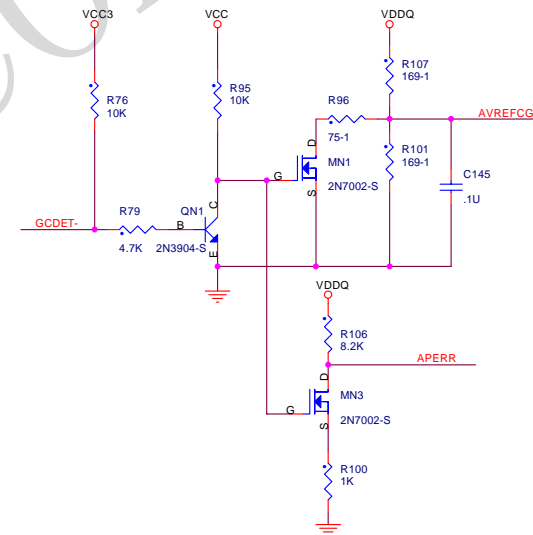 VCC3
VCC
VDDQ
R107
169-1
R76
10K
R95
10K
R96
75-1
AVREFCG
D
MN1
G
2N7002-S
S
R101
169-1
C145
.1U
GCDET-
R79
4.7K
B
QN1
C
2N3904-S
E
VDDQ
R106
8.2K
APERR
D
MN3
G
2N7002-S
S
R100
1K